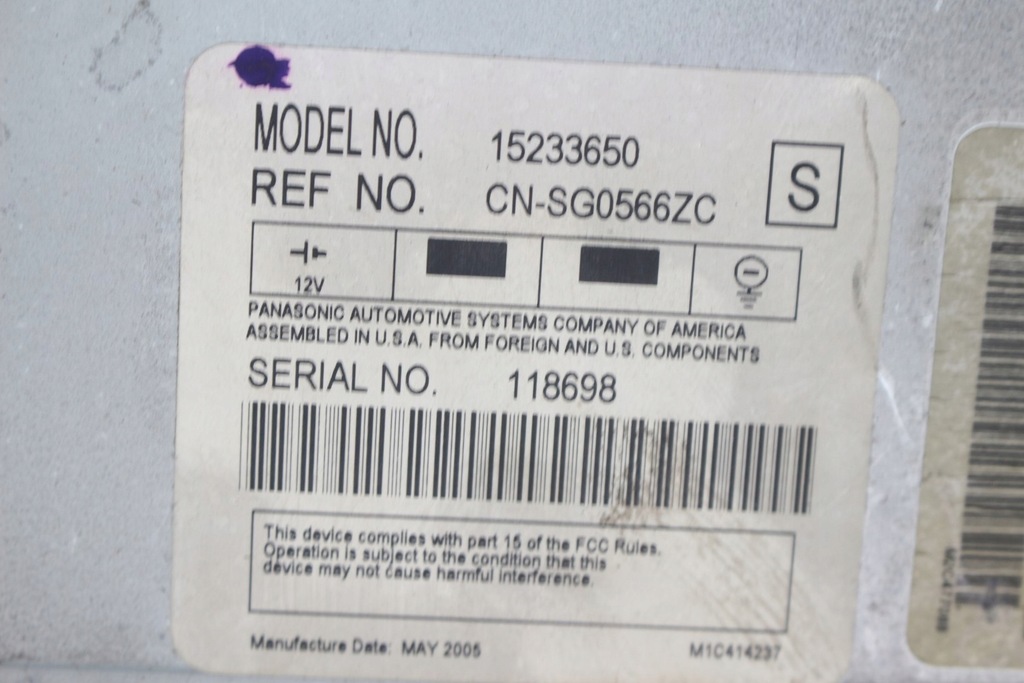 MODEL NO. 15233650
REF NO. CN-SG0566ZC
S
12V
PANASONIC AUTOMOTIVE SYSTEMS COMPANY OF AMERICA
ASSEMBLED IN U.S.A. FROM FOREIGN AND U.S. COMPONENTS
SERIAL NO. 118698
This device complies with part 15 of the FCC Rules.
Operation is subject to the condition that this
device may not cause harmful interference.
Manufacture Date: MAY 2005 M1C414237